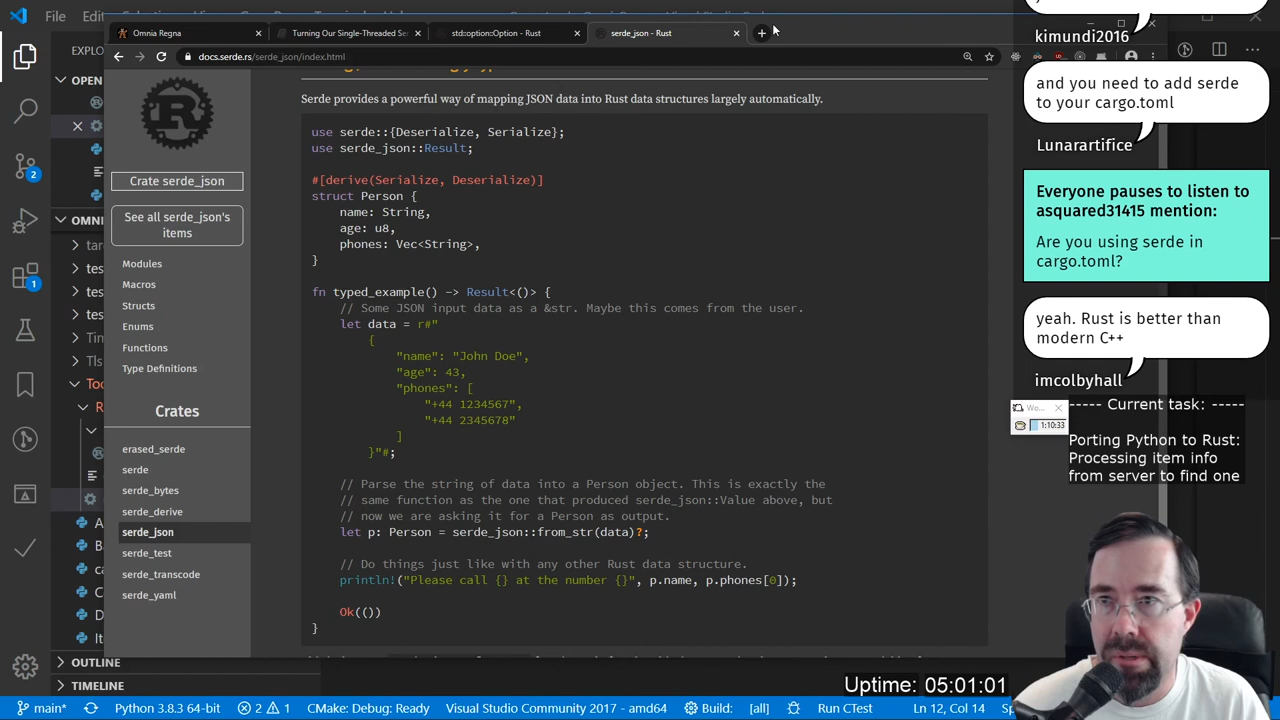 File
Edi
kimundi2016
Omnia Regna
Turning Our Single-Threaded Se
std::option::Option - Rust
serde_json - Rust
docs.serde.rs/serde_json/index.html
EXPLO
OPEN
OMNI
tar
tes
tes
tes
Tin
Tls
Too
R
A
Ba
ca
C
D
Ite
OUTLINE
TIMELINE
Crate serde_json
See all serde_json's
items
Modules
Macros
Structs
Enums
Functions
Type Definitions
Crates
erased_serde
serde
serde_bytes
serde_derive
serde_json
serde_test
serde_transcode
serde_yaml
Serde provides a powerful way of mapping JSON data into Rust data structures largely automatically.
use serde::{Deserialize, Serialize};
use serde_json::Result;
#[derive(Serialize, Deserialize)]
struct Person {
name: String,
age: u8,
phones: Vec<String>,
}
fn typed_example() -> Result<()> {
// Some JSON input data as a &str. Maybe this comes from the user.
let data = r#"
{
"name": "John Doe",
"age": 43,
"phones": [
"+44 1234567",
"+44 2345678"
]
}"#;
// Parse the string of data into a Person object. This is exactly the
// same function as the one that produced serde_json::Value above, but
// now we are asking it for a Person as output.
let p: Person = serde_json::from_str(data)?;
// Do things just like with any other Rust data structure.
println!("Please call {} at the number {}", p.name, p.phones[0]);
Ok(())
}
and you need to add serde
to your cargo.toml
Lunarartifice
Everyone pauses to listen to
asquared31415 mention:
Are you using serde in
cargo.toml?
yeah. Rust is better than
modern C++
imcolbyhall
Wo...
1:10:33
----- Current task: -----
Porting Python to Rust:
Processing item info
from server to find one
Uptime: 05:01:01
main*
Python 3.8.3 64-bit
2
1
CMake: Debug: Ready
Visual Studio Community 2017 - amd64
Build:
[all]
Run CTest
Ln 12, Col 14
Sp